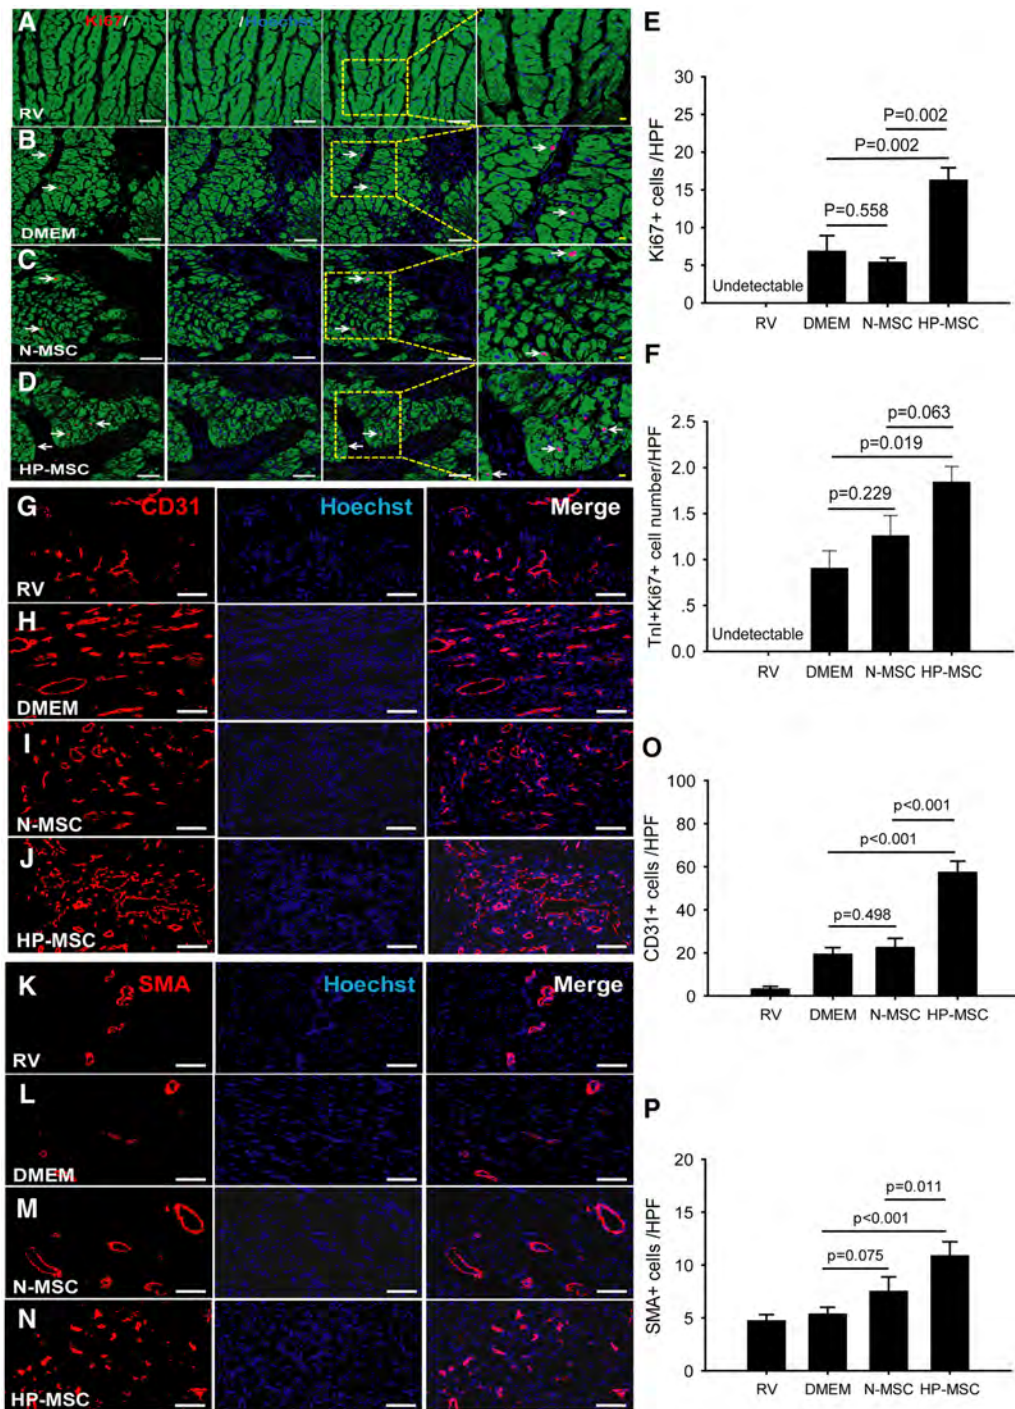 A Ki67/ /Hoechst
RV
B
DMEM
C
N-MSC
D
HP-MSC
G CD31 Hoechst Merge
RV
H
DMEM
I
N-MSC
J
HP-MSC
K SMA Hoechst Merge
RV
L
DMEM
M
N-MSC
N
HP-MSC
E
Ki67+ cells /HPF
30
25
20
15
10
5
0
P=0.002
P=0.002
P=0.558
Undetectable
RV DMEM N-MSC HP-MSC
F
TnI+Ki67+ cell number/HPF
2.5
2.0
1.5
1.0
.5
0.0
p=0.063
p=0.019
p=0.229
Undetectable
RV DMEM N-MSC HP-MSC
O
CD31+ cells /HPF
100
80
60
40
20
0
p<0.001
p<0.001
p=0.498
RV DMEM N-MSC HP-MSC
P
SMA+ cells /HPF
20
15
10
5
0
p=0.011
p<0.001
p=0.075
RV DMEM N-MSC HP-MSC